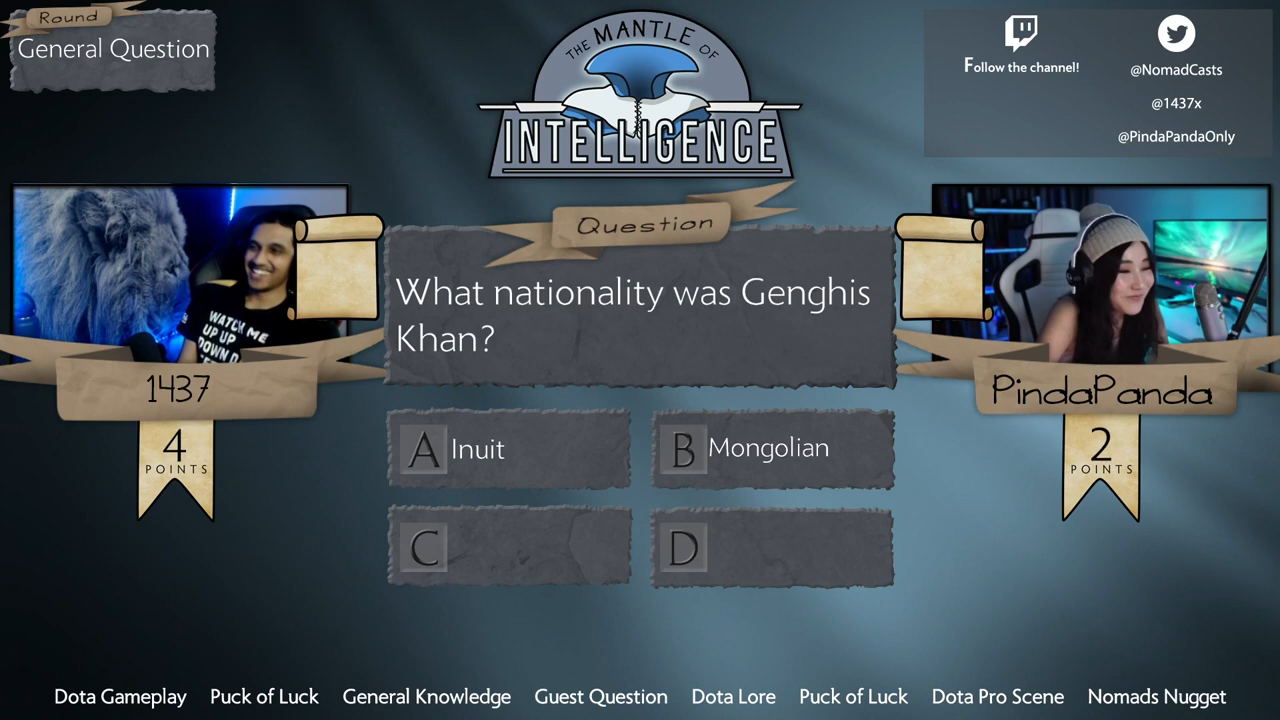 Round
General Question
THE MANTLE OF
INTELLIGENCE
Follow the channel!
@NomadCasts
@1437x
@PindaPandaOnly
Question
What nationality was Genghis
Khan?
A Inuit
B Mongolian
C
D
WATCH ME
UP UP
DOWN D
1437
4
POINTS
PindaPanda
2
POINTS
Dota Gameplay Puck of Luck General Knowledge Guest Question Dota Lore Puck of Luck Dota Pro Scene Nomads Nugget